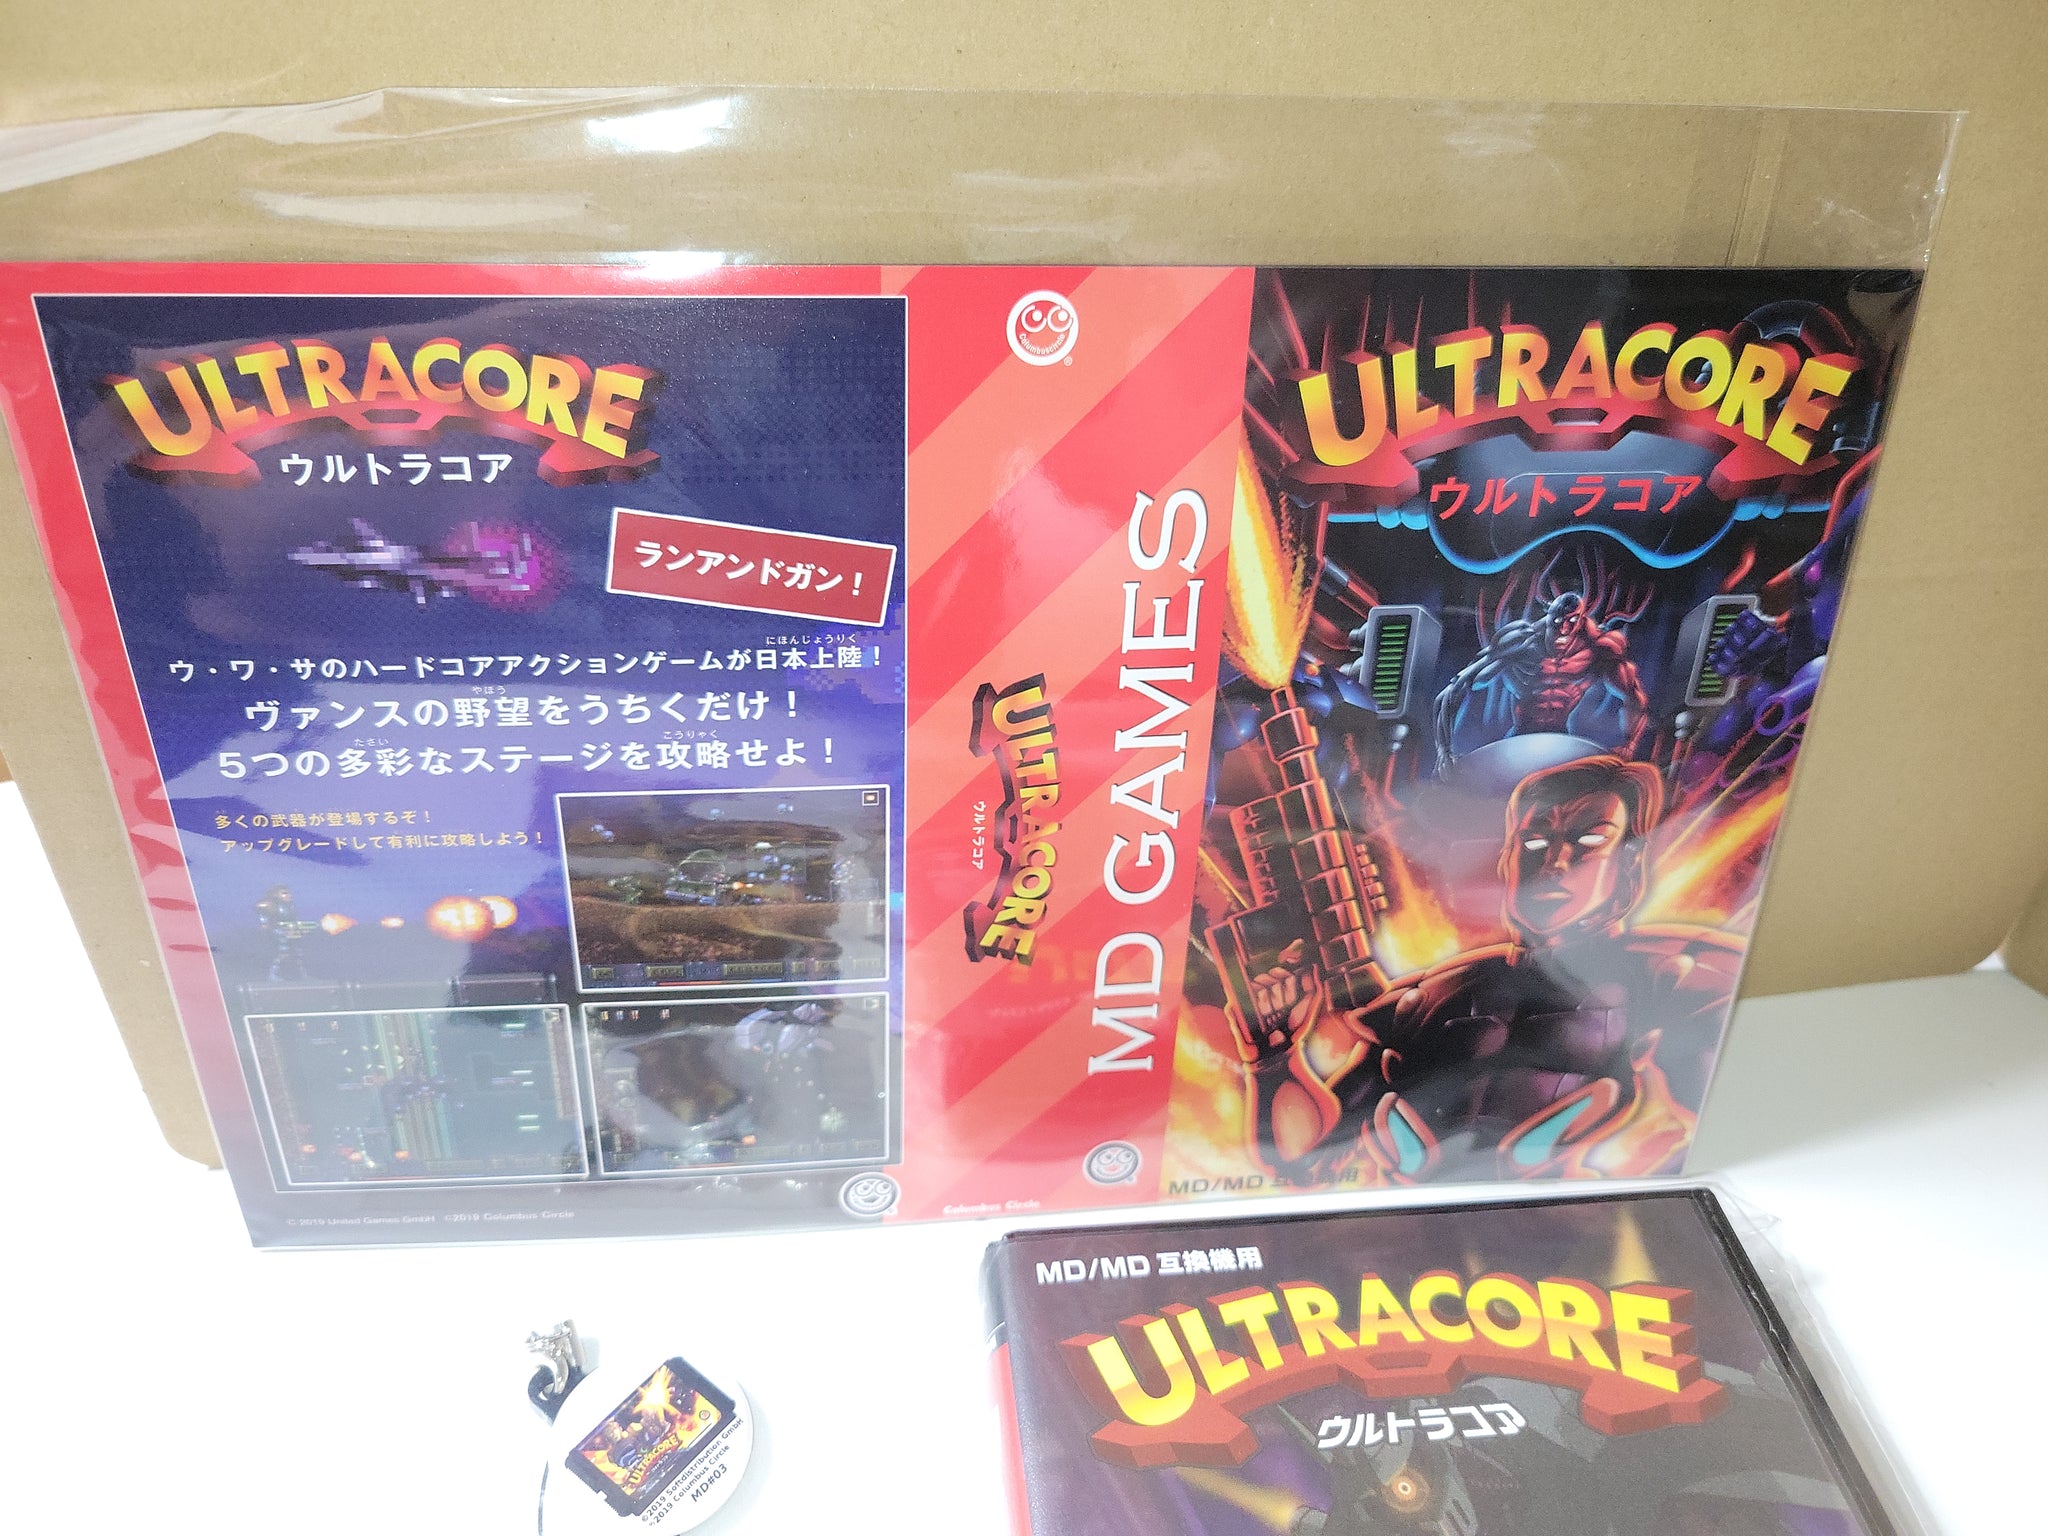 ULTRACORE
ウルトラコア
ランアンドガン！
にほんじょうりく
ウ・ワ・サのハードコアアクションゲームが日本上陸！
やぼう
ヴァンスの野望をうちくだけ！
たさい こうりゃく
5つの多彩なステージを攻略せよ！
多くの武器が登場するぞ！
アップグレードして有利に攻略しよう！
© 2019 United Games GmbH ©2019 Columbus Circle
Columbus Circle
ColumbusCircle
ULTRACORE
ウルトラコア
MD GAMES
ULTRACORE
ウルトラコア
MD/MD 互換機用
MD/MD 互換機用
ULTRACORE
ウルトラコア
ULTRACORE
©2019 Softdistribution GmbH
©2019 Columbus Circle
MD#03